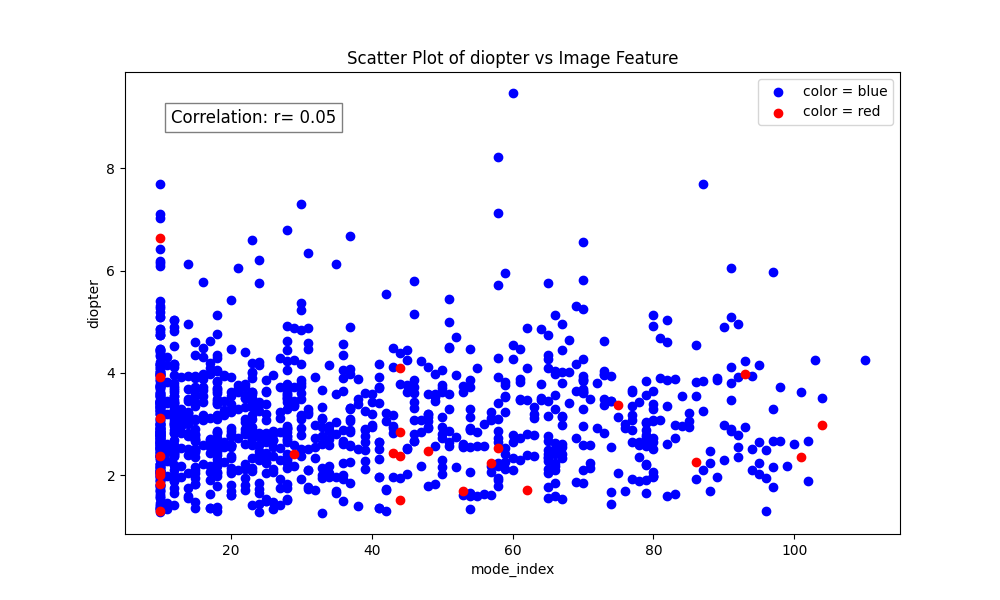 Scatter Plot of diopter vs Image Feature
Correlation: r= 0.05
color = blue
color = red
8
6
4
2
diopter
20
40
60
80
100
mode_index